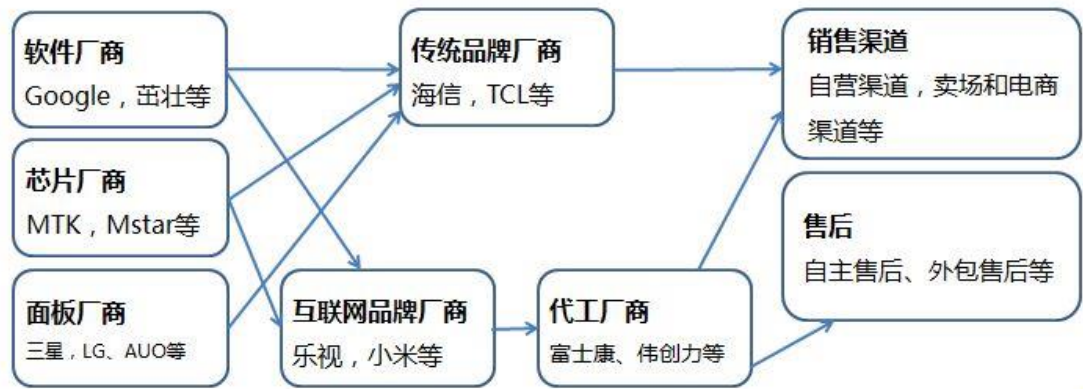 软件厂商
Google，茁壮等
芯片厂商
MTK，Mstar等
面板厂商
三星，LG、AUO等
传统品牌厂商
海信，TCL等
互联网品牌厂商
乐视，小米等
代工厂商
富士康、伟创力等
销售渠道
自营渠道，卖场和电商
渠道等
售后
自主售后、外包售后等